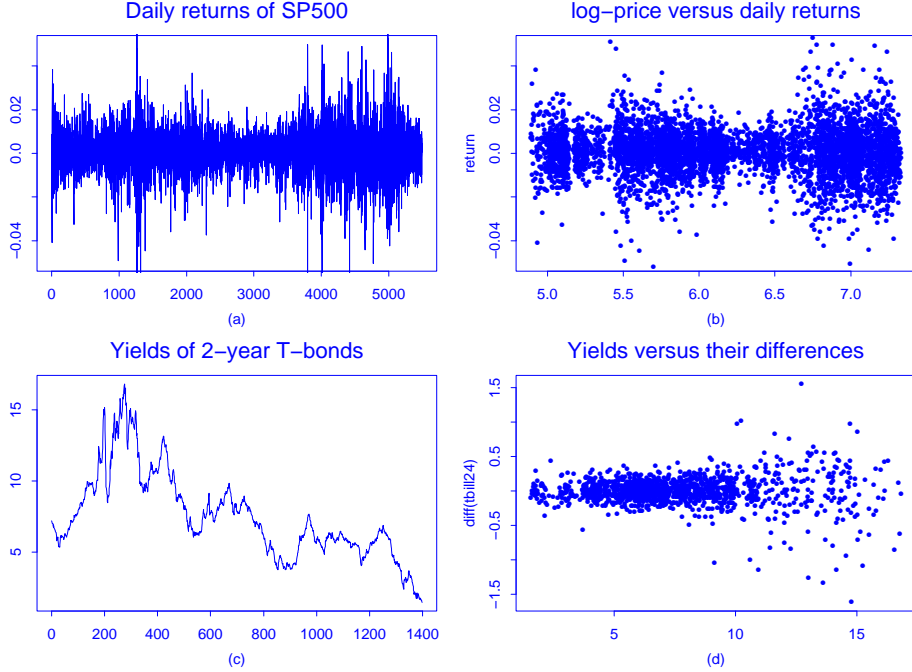 Daily returns of SP500
0.02
0.0
−0.04
0 1000 2000 3000 4000 5000
(a)
log−price versus daily returns
return
0.02
0.0
−0.04
5.0 5.5 6.0 6.5 7.0
(b)
Yields of 2−year T−bonds
15
10
5
0 200 400 600 800 1000 1200 1400
(c)
Yields versus their differences
diff(tbill24)
1.5
0.5
−0.5
−1.5
5 10 15
(d)